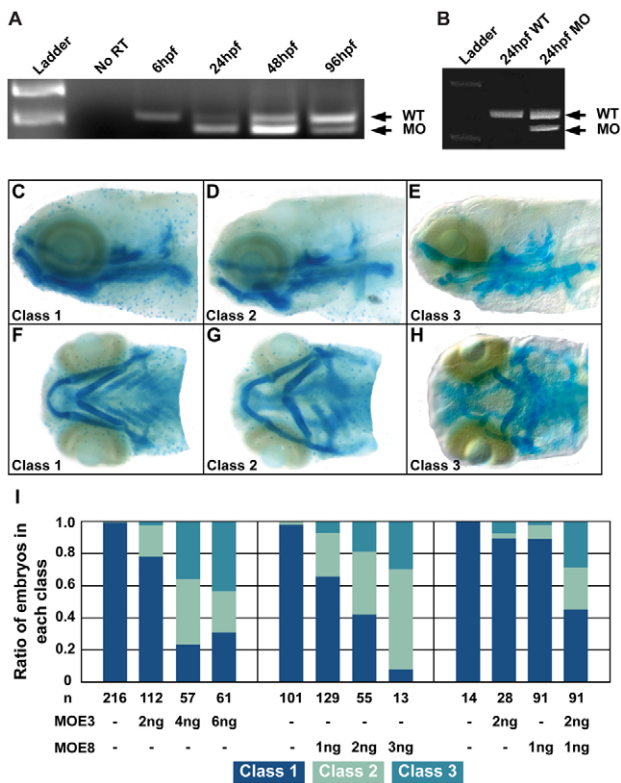 A
B
Ladder No RT 6hpf 24hpf 48hpf 96hpf
Ladder 24hpf WT 24hpf MO
WT
MO
WT
MO
C D E
Class 1 Class 2 Class 3
F G H
Class 1 Class 2 Class 3
I
Ratio of embryos in
each class
1.0
0.8
0.6
0.4
0.2
0
n 216 112 57 61 101 129 55 13 14 28 91 91
MOE3 - 2ng 4ng 6ng - - - - - 2ng - 2ng
MOE8 - - - - - 1ng 2ng 3ng - - 1ng 1ng
Class 1 Class 2 Class 3